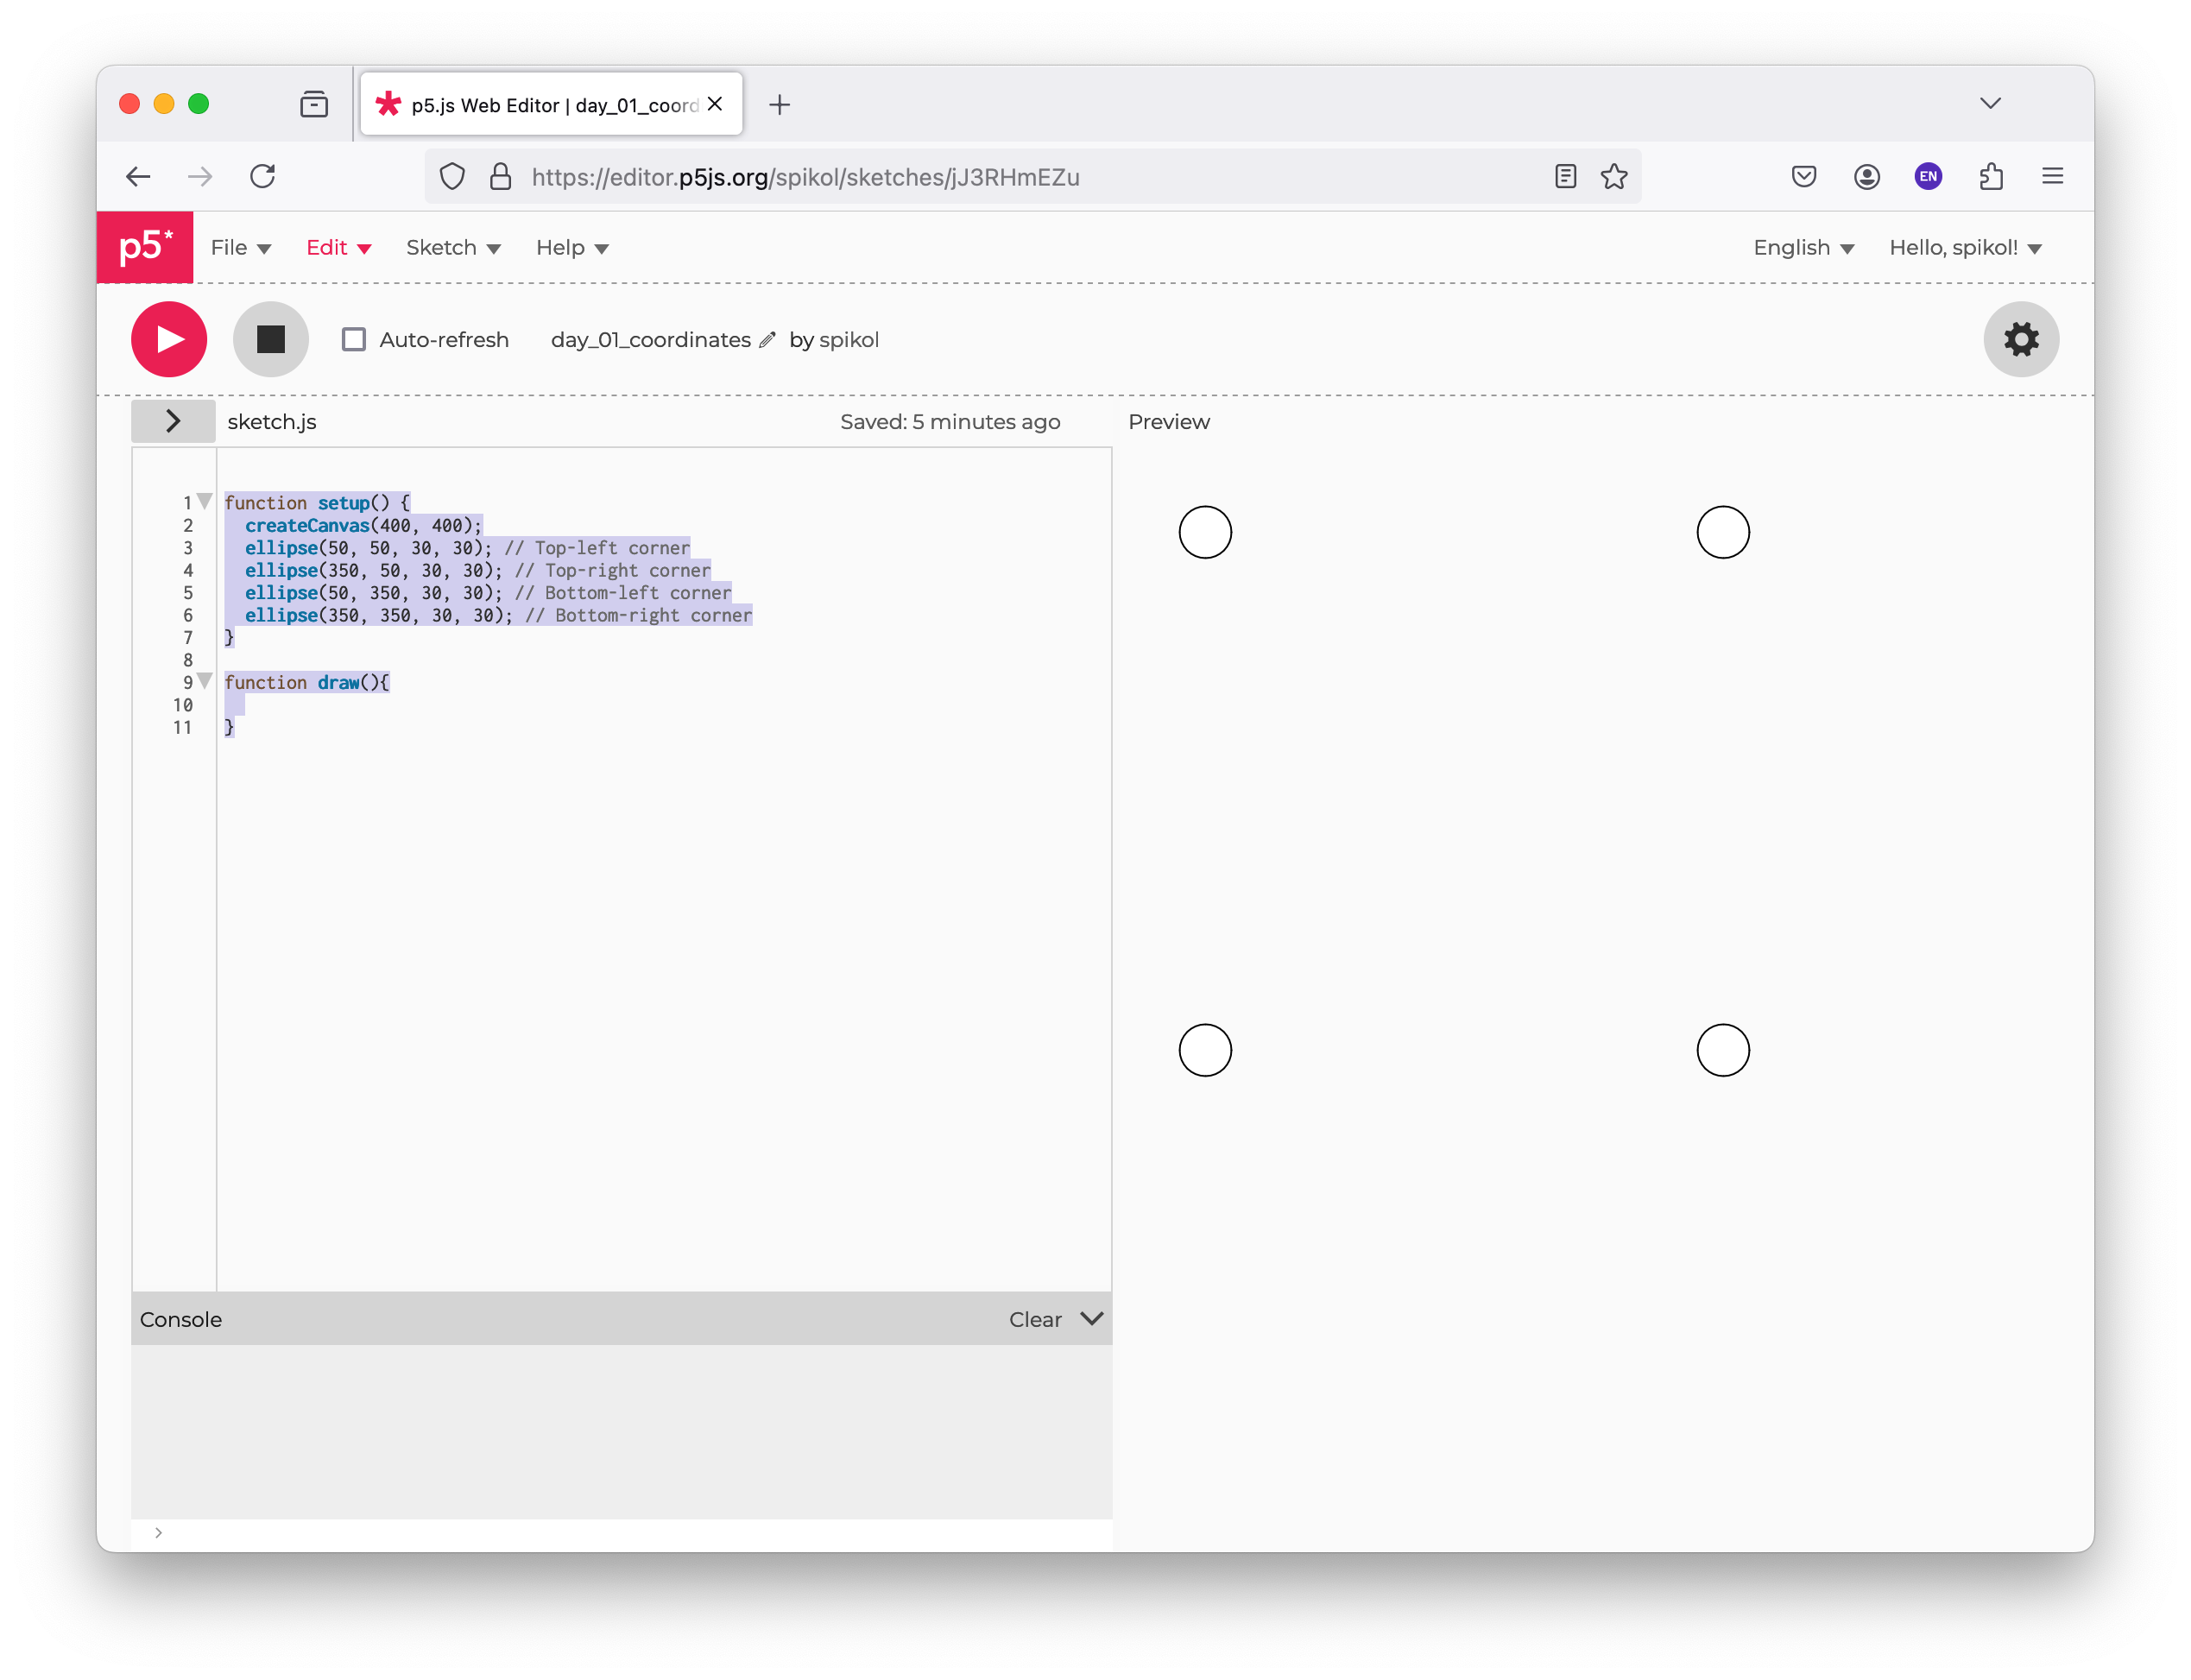 p5.js Web Editor | day_01_coord
https://editor.p5js.org/spikol/sketches/jJ3RHmEZu
EN
p5* File Edit Sketch Help English Hello, spikol!
Auto-refresh day_01_coordinates by spikol
> sketch.js Saved: 5 minutes ago Preview
1 function setup() {
2 createCanvas(400, 400);
3 ellipse(50, 50, 30, 30); // Top-left corner
4 ellipse(350, 50, 30, 30); // Top-right corner
5 ellipse(50, 350, 30, 30); // Bottom-left corner
6 ellipse(350, 350, 30, 30); // Bottom-right corner
7 }
8
9 function draw(){
10
11 }
Console Clear
>